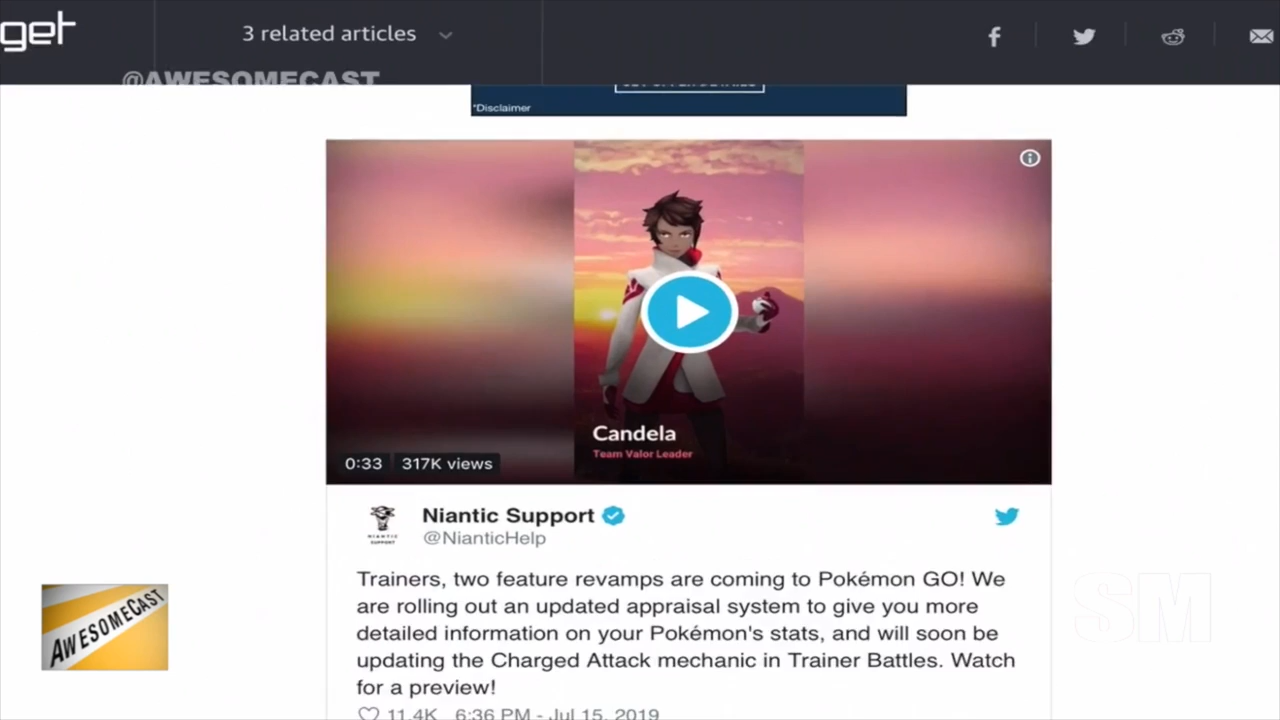 get
3 related articles
@AWESOMECAST
*Disclaimer
Candela
Team Valor Leader
0:33 317K views
Niantic Support
@NianticHelp
NIANTIC
SUPPORT
Trainers, two feature revamps are coming to Pokémon GO! We
are rolling out an updated appraisal system to give you more
detailed information on your Pokémon's stats, and will soon be
updating the Charged Attack mechanic in Trainer Battles. Watch
for a preview!
11.4K 6:36 PM - Jul 15, 2019
AWESOMECAST
SM